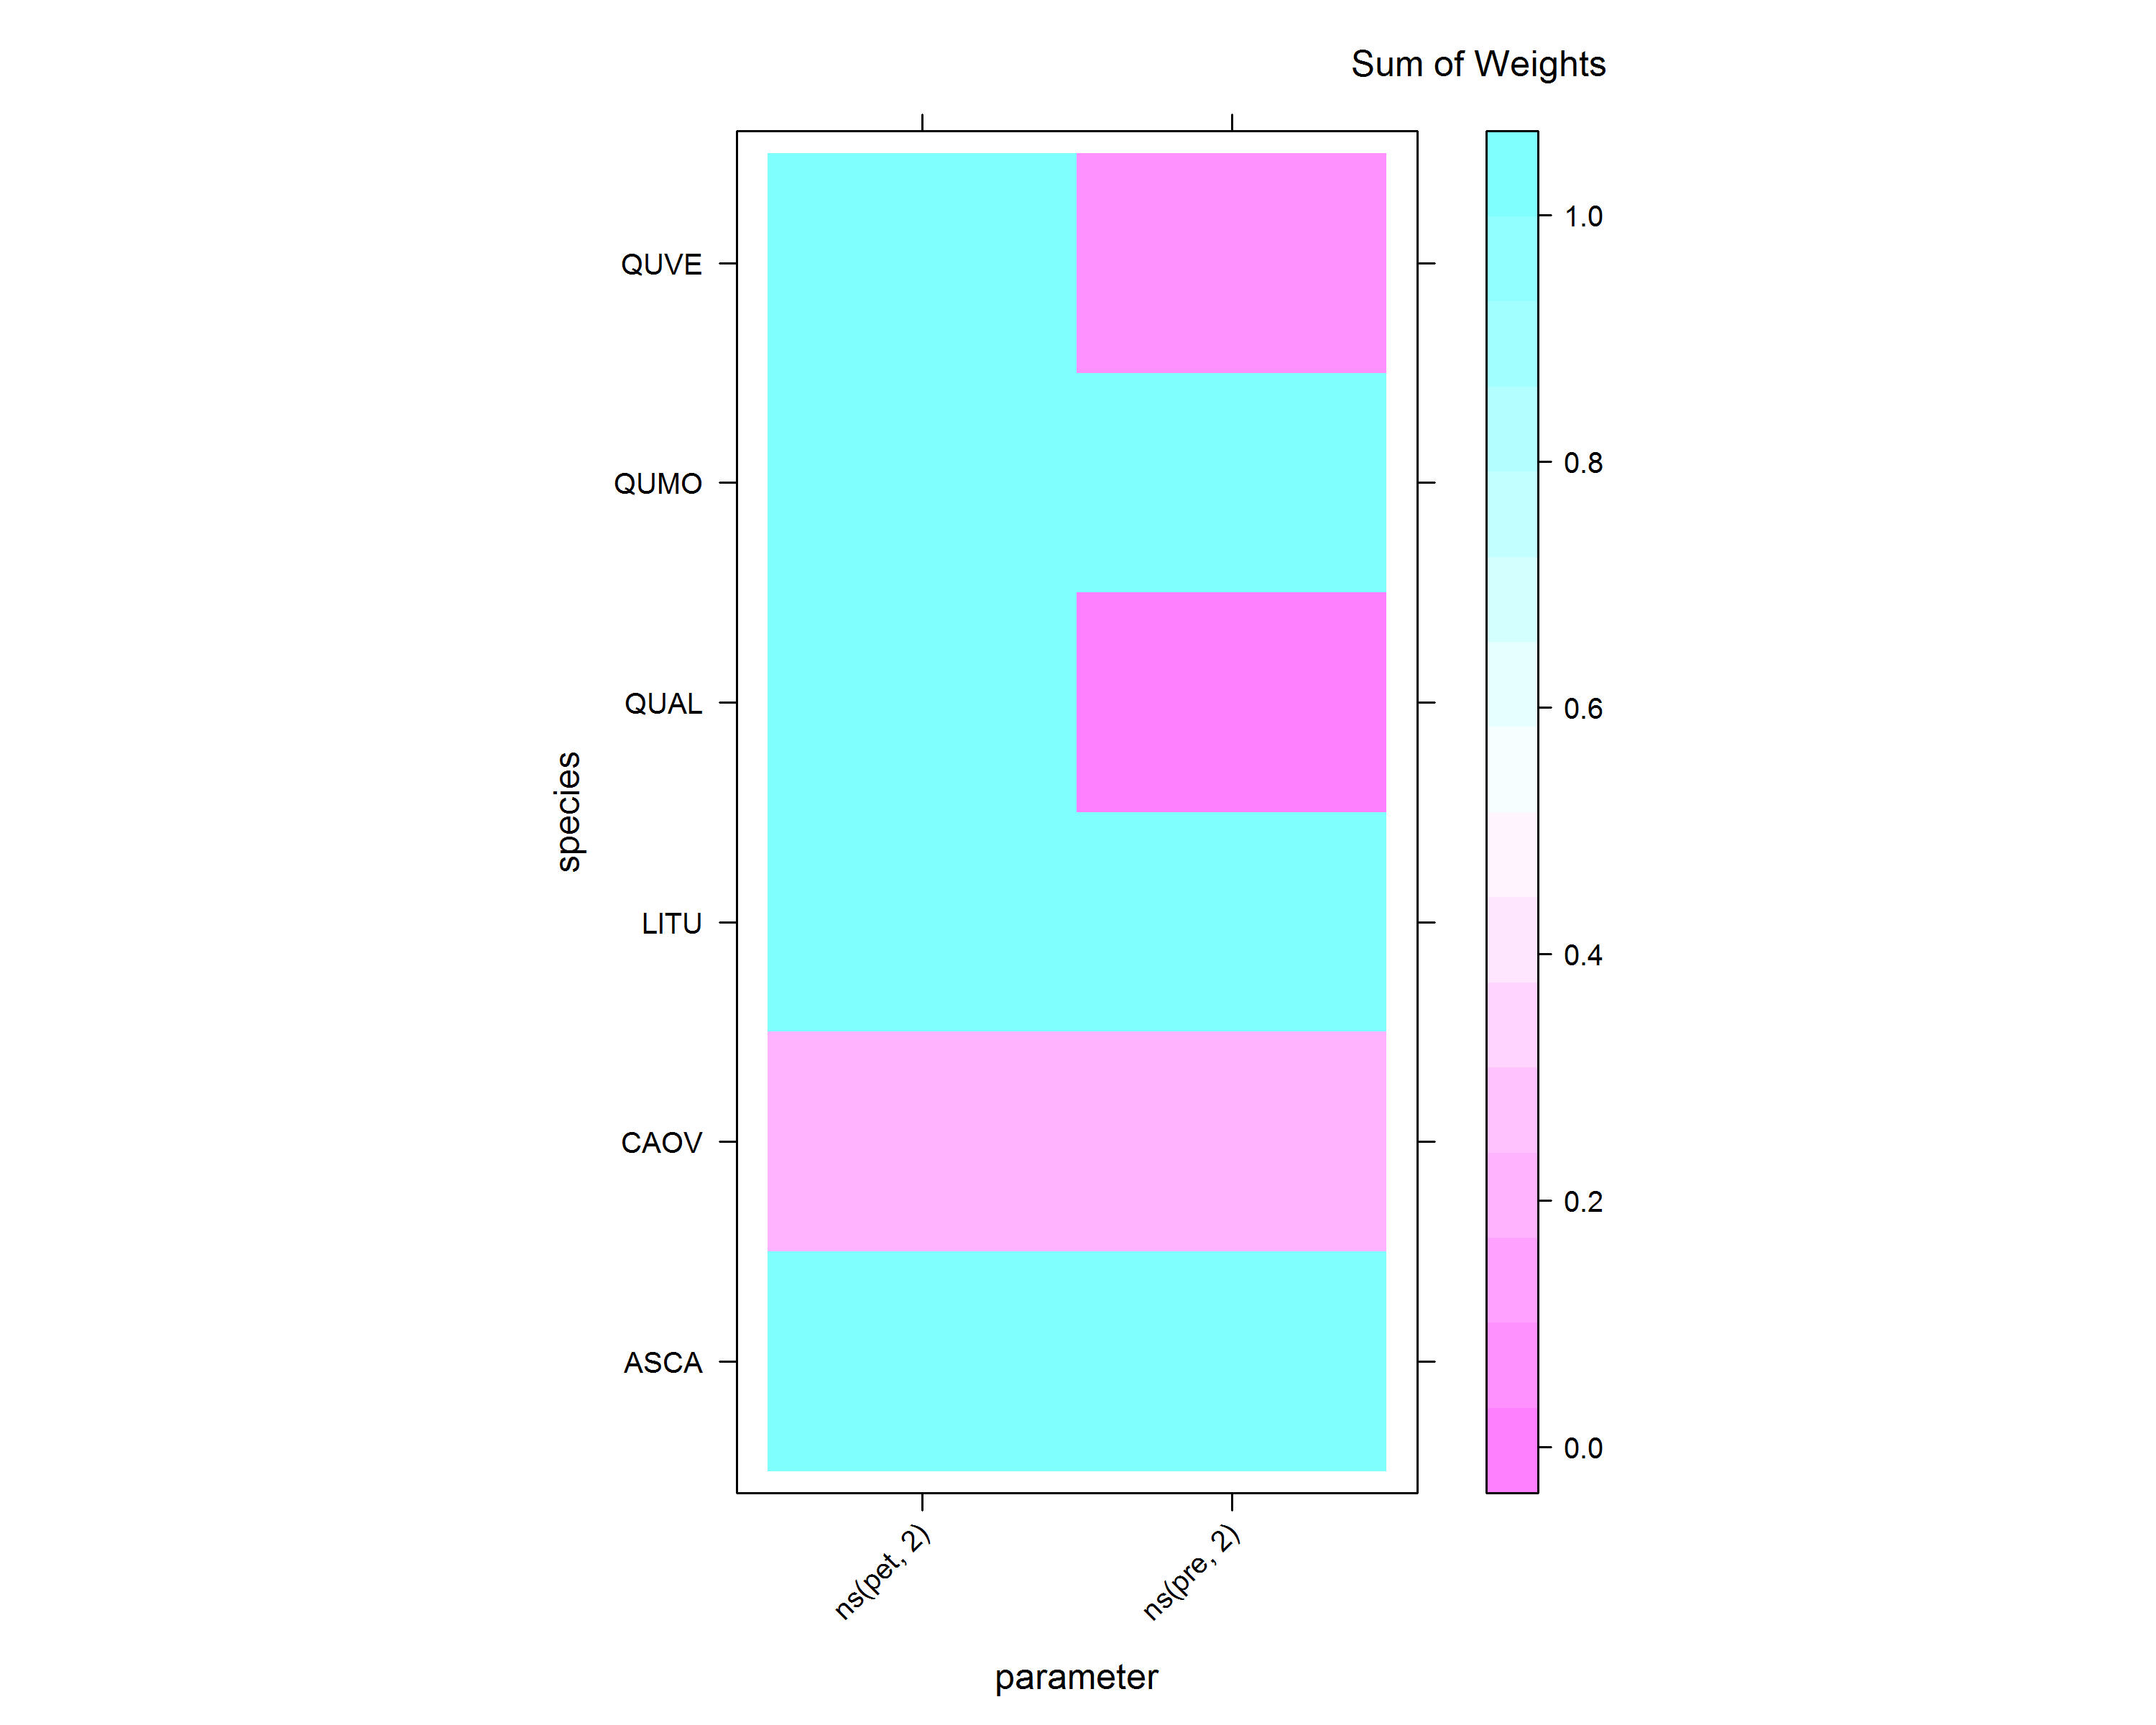 Sum of Weights
QUVE
QUMO
QUAL
LITU
CAOV
ASCA
species
1.0
0.8
0.6
0.4
0.2
0.0
ns(pet, 2)
ns(pre, 2)
parameter